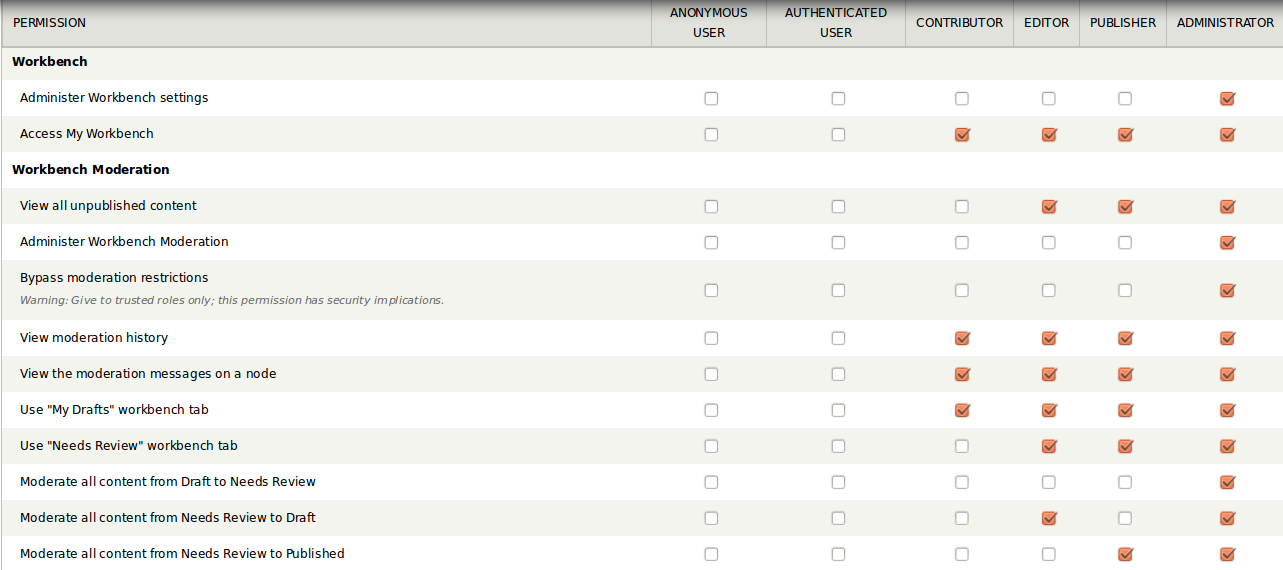 PERMISSION ANONYMOUS USER AUTHENTICATED USER CONTRIBUTOR EDITOR PUBLISHER ADMINISTRATOR
Workbench
Administer Workbench settings
Access My Workbench
Workbench Moderation
View all unpublished content
Administer Workbench Moderation
Bypass moderation restrictions
Warning: Give to trusted roles only; this permission has security implications.
View moderation history
View the moderation messages on a node
Use "My Drafts" workbench tab
Use "Needs Review" workbench tab
Moderate all content from Draft to Needs Review
Moderate all content from Needs Review to Draft
Moderate all content from Needs Review to Published